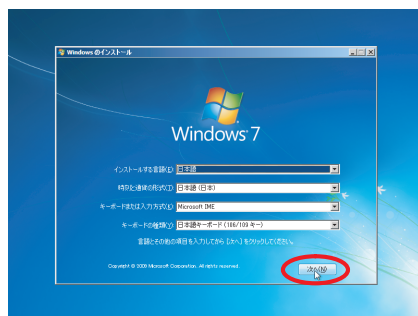 Windows のインストール
Windows 7
インストールする言語(E) 日本語
時刻と通貨の形式(T) 日本語 (日本)
キーボードまたは入力方式(K) Microsoft IME
キーボードの種類(Y) 日本語キーボード (106/109 キー)
言語とその他の項目を入力してから [次へ] をクリックしてください。
Copyright © 2009 Microsoft Corporation. All rights reserved.
次へ(N)